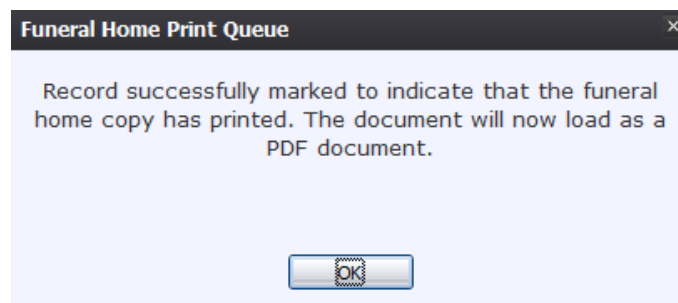 Funeral Home Print Queue
Record successfully marked to indicate that the funeral
home copy has printed. The document will now load as a
PDF document.
OK